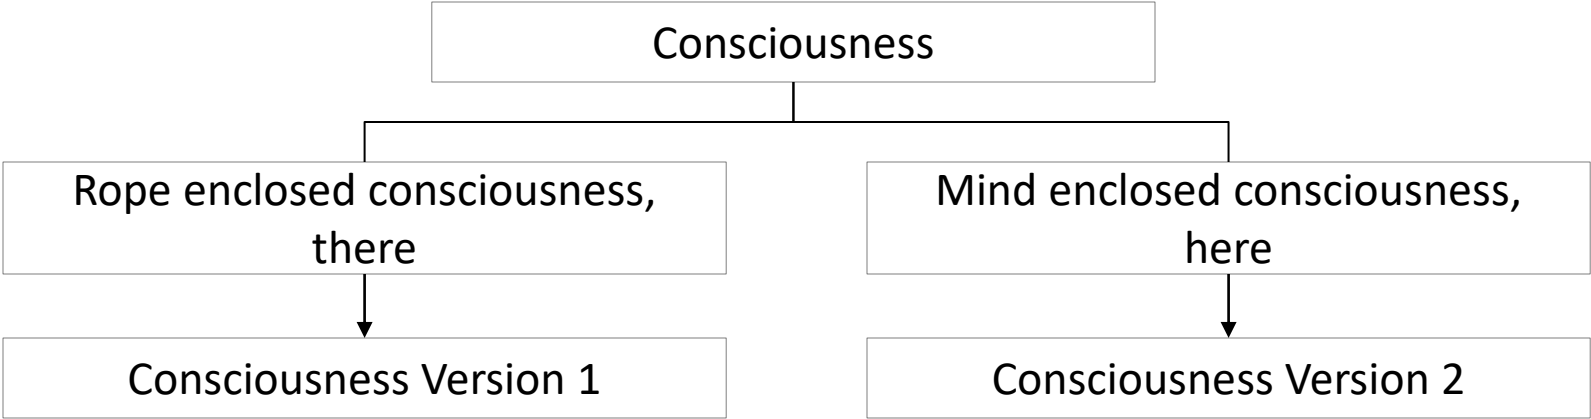 Consciousness
Rope enclosed consciousness,
there
Mind enclosed consciousness,
here
Consciousness Version 1
Consciousness Version 2